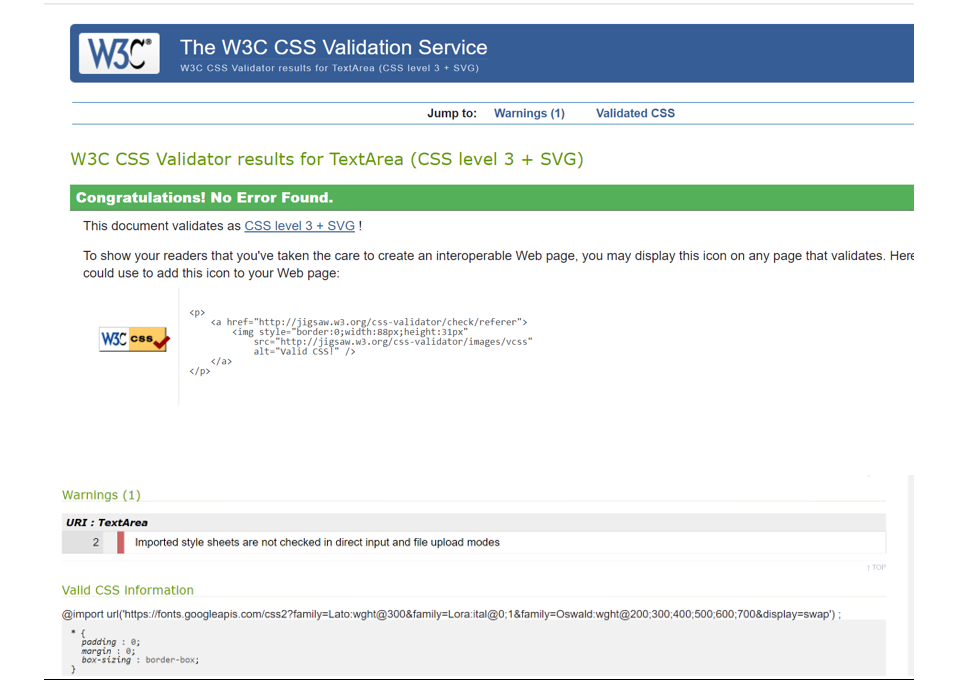 W3C®
The W3C CSS Validation Service
W3C CSS Validator results for TextArea (CSS level 3 + SVG)
Jump to: Warnings (1) Validated CSS
W3C CSS Validator results for TextArea (CSS level 3 + SVG)
Congratulations! No Error Found.
This document validates as CSS level 3 + SVG !
To show your readers that you've taken the care to create an interoperable Web page, you may display this icon on any page that validates. Here
could use to add this icon to your Web page:
W3C css
<p>
<a href="http://jigsaw.w3.org/css-validator/check/referer">
<img style="border:0;width:88px;height:31px"
src="http://jigsaw.w3.org/css-validator/images/vcss"
alt="Valid CSS!" />
</a>
</p>
Warnings (1)
URI : TextArea
2 Imported style sheets are not checked in direct input and file upload modes
↑ TOP
Valid CSS information
@import url('https://fonts.googleapis.com/css2?family=Lato:wght@300&family=Lora:ital@0;1&family=Oswald:wght@200;300;400;500;600;700&display=swap') ;
* {
padding : 0;
margin : 0;
box-sizing : border-box;
}